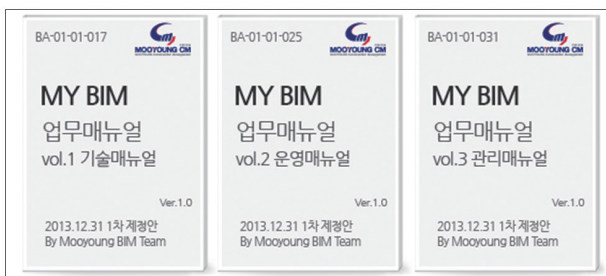 BA-01-01-017
MOOYOUNG CM
MY BIM
업무매뉴얼
vol.1 기술매뉴얼
Ver.1.0
2013.12.31 1차 제정안
By Mooyoung BIM Team
BA-01-01-025
MOOYOUNG CM
MY BIM
업무매뉴얼
vol.2 운영매뉴얼
Ver.1.0
2013.12.31 1차 제정안
By Mooyoung BIM Team
BA-01-01-031
MOOYOUNG CM
MY BIM
업무매뉴얼
vol.3 관리매뉴얼
Ver.1.0
2013.12.31 1차 제정안
By Mooyoung BIM Team